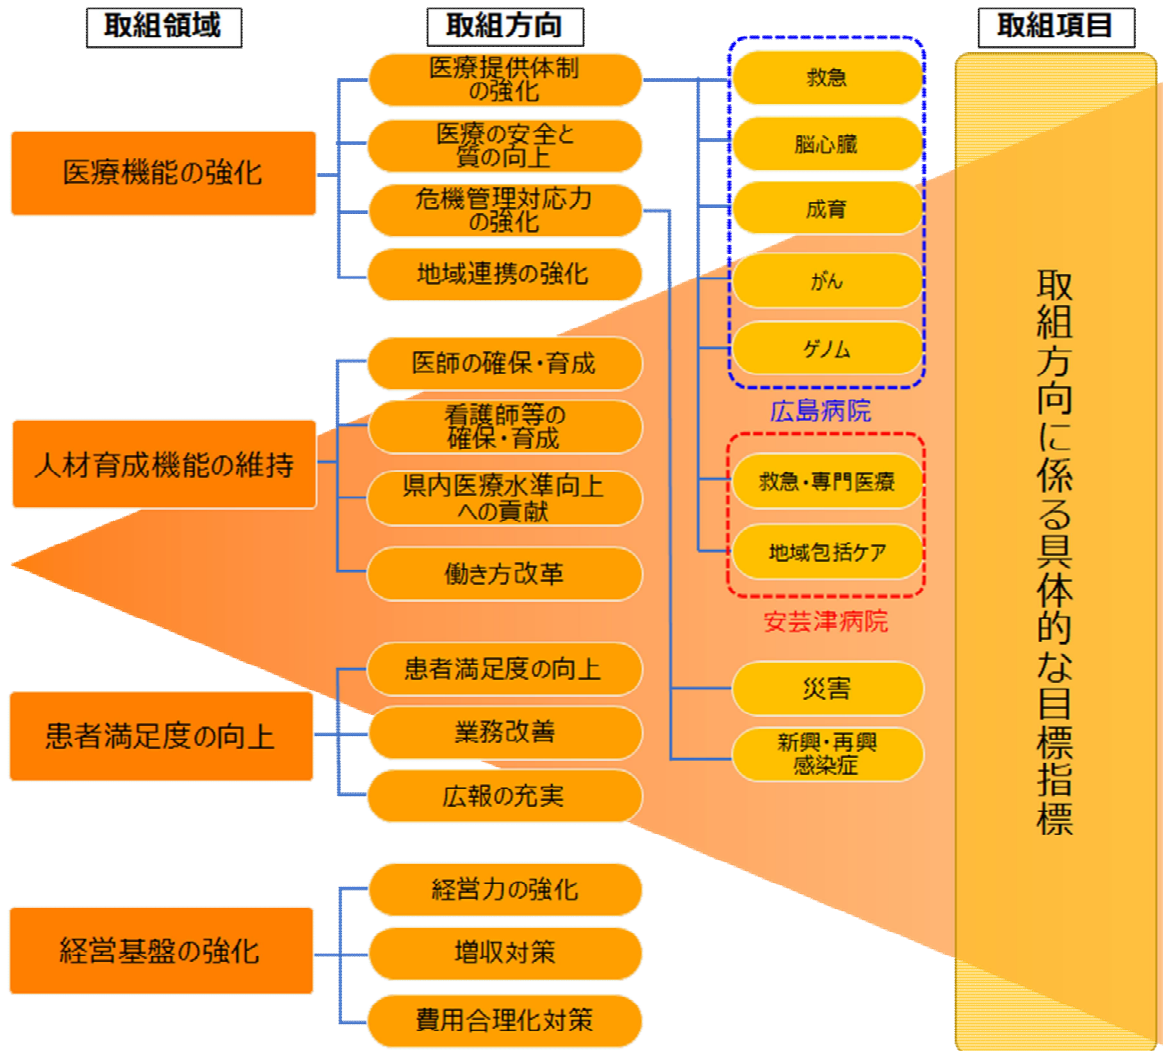 取組領域
取組方向
取組項目
医療機能の強化
医療提供体制
の強化
医療の安全と
質の向上
危機管理対応力
の強化
地域連携の強化
救急
脳心臓
成育
がん
ゲノム
広島病院
救急・専門医療
地域包括ケア
安芸津病院
災害
新興・再興
感染症
人材育成機能の維持
医師の確保・育成
看護師等の
確保・育成
県内医療水準向上
への貢献
働き方改革
患者満足度の向上
患者満足度の向上
業務改善
広報の充実
経営基盤の強化
経営力の強化
増収対策
費用合理化対策
取組方向に係る具体的な目標指標